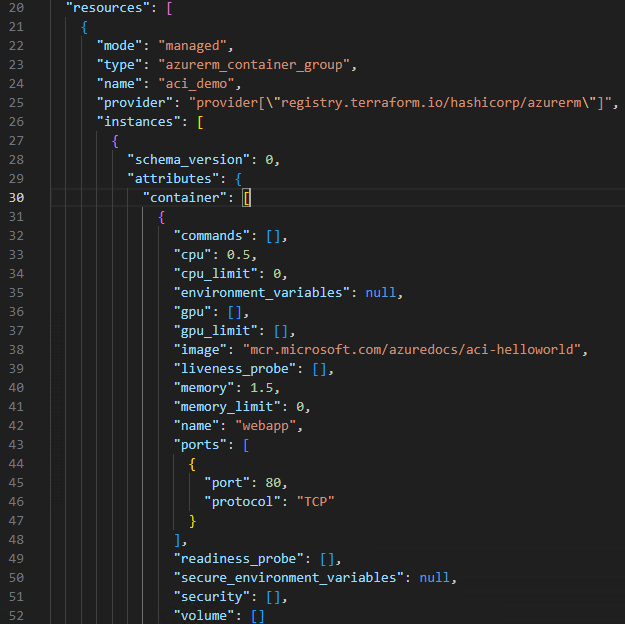 20 "resources": [
21 {
22 "mode": "managed",
23 "type": "azurerm_container_group",
24 "name": "aci_demo",
25 "provider": "provider[\"registry.terraform.io/hashicorp/azurerm\"]",
26 "instances": [
27 {
28 "schema_version": 0,
29 "attributes": {
30 "container": [
31 {
32 "commands": [],
33 "cpu": 0.5,
34 "cpu_limit": 0,
35 "environment_variables": null,
36 "gpu": [],
37 "gpu_limit": [],
38 "image": "mcr.microsoft.com/azuredocs/aci-helloworld",
39 "liveness_probe": [],
40 "memory": 1.5,
41 "memory_limit": 0,
42 "name": "webapp",
43 "ports": [
44 {
45 "port": 80,
46 "protocol": "TCP"
47 }
48 ],
49 "readiness_probe": [],
50 "secure_environment_variables": null,
51 "security": [],
52 "volume": []